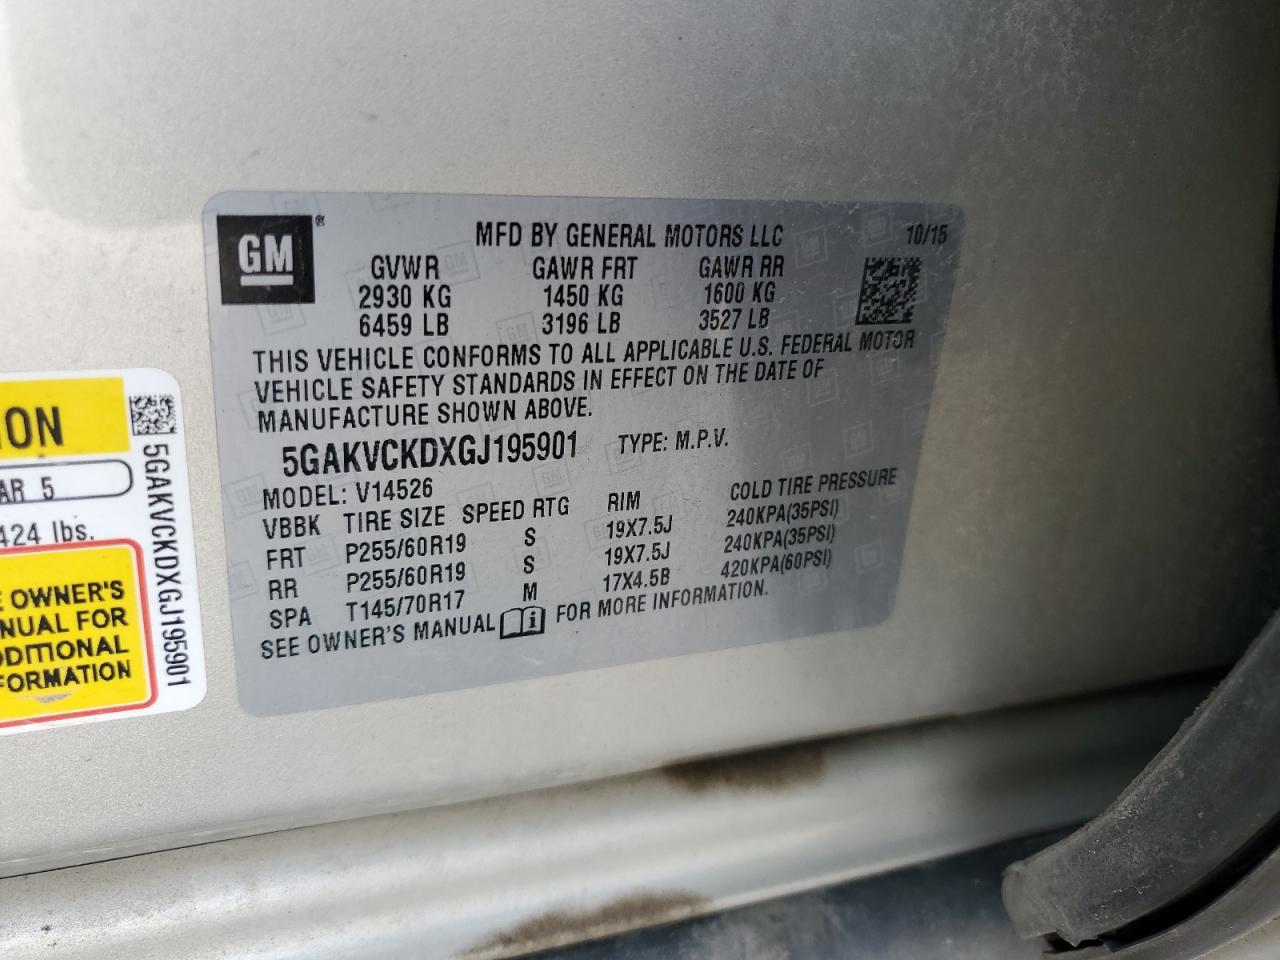 GM
MFD BY GENERAL MOTORS LLC 10/15
GVWR GAWR FRT GAWR RR
2930 KG 1450 KG 1600 KG
6459 LB 3196 LB 3527 LB
THIS VEHICLE CONFORMS TO ALL APPLICABLE U.S. FEDERAL MOTOR
VEHICLE SAFETY STANDARDS IN EFFECT ON THE DATE OF
MANUFACTURE SHOWN ABOVE.
5GAKVCKDXGJ195901 TYPE: M.P.V.
MODEL: V14526
VBBK TIRE SIZE SPEED RTG RIM COLD TIRE PRESSURE
FRT P255/60R19 S 19X7.5J 240KPA(35PSI)
RR P255/60R19 S 19X7.5J 240KPA(35PSI)
SPA T145/70R17 M 17X4.5B 420KPA(60PSI)
SEE OWNER'S MANUAL FOR MORE INFORMATION.
ION
AR 5
424 lbs.
E OWNER'S
NUAL FOR
DDITIONAL
FORMATION
5GAKVCKDXGJ195901